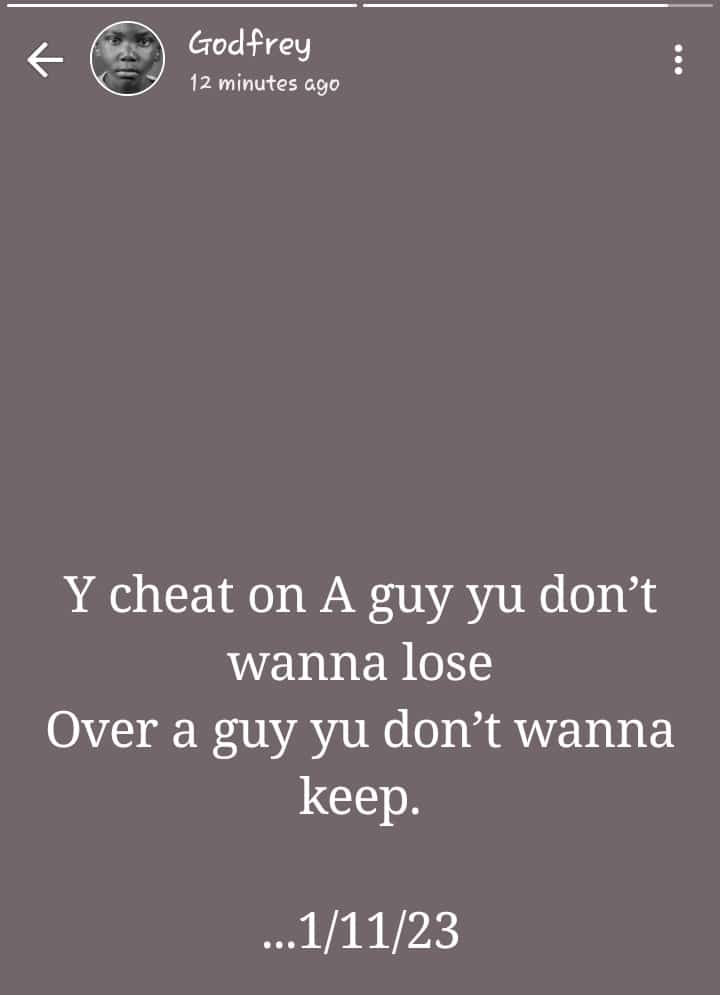 Godfrey
12 minutes ago
Y cheat on A guy yu don’t
wanna lose
Over a guy yu don’t wanna
keep.
...1/11/23